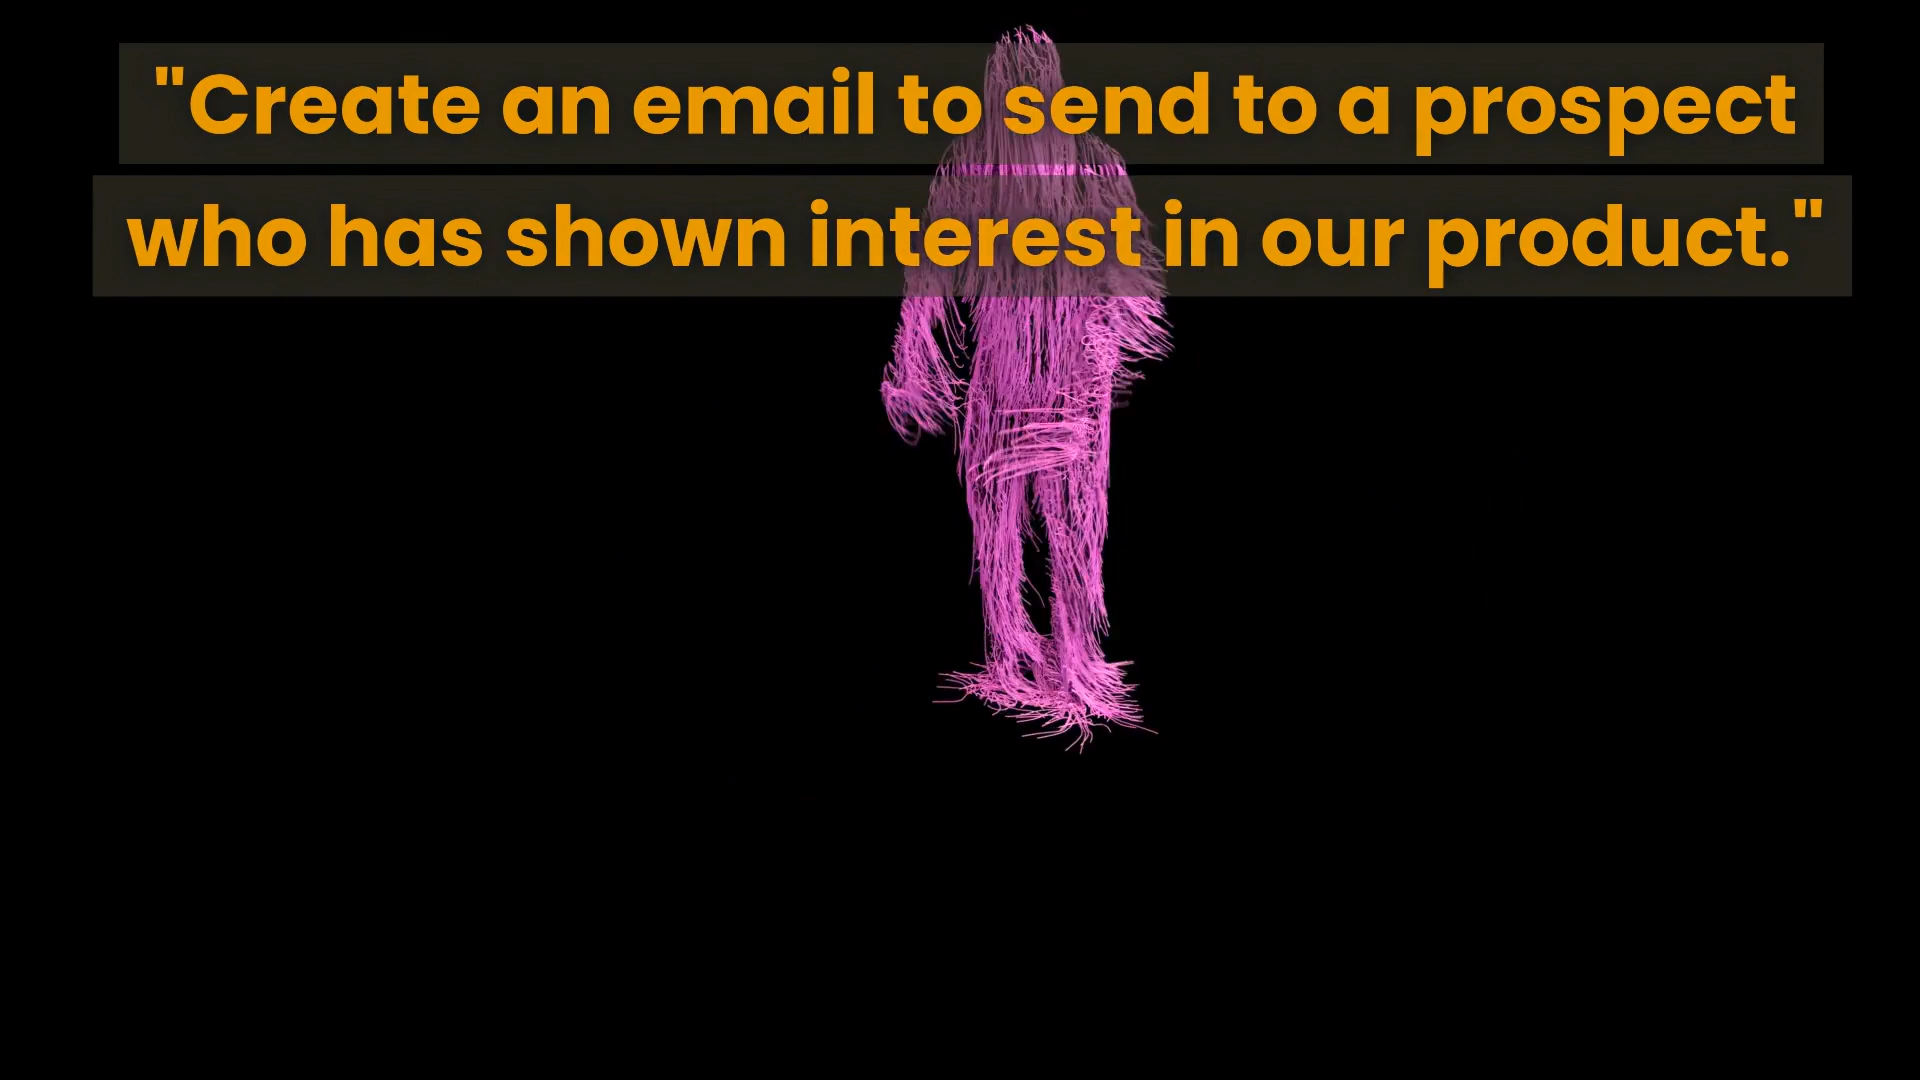 "Create an email to send to a prospect
who has shown interest in our product."